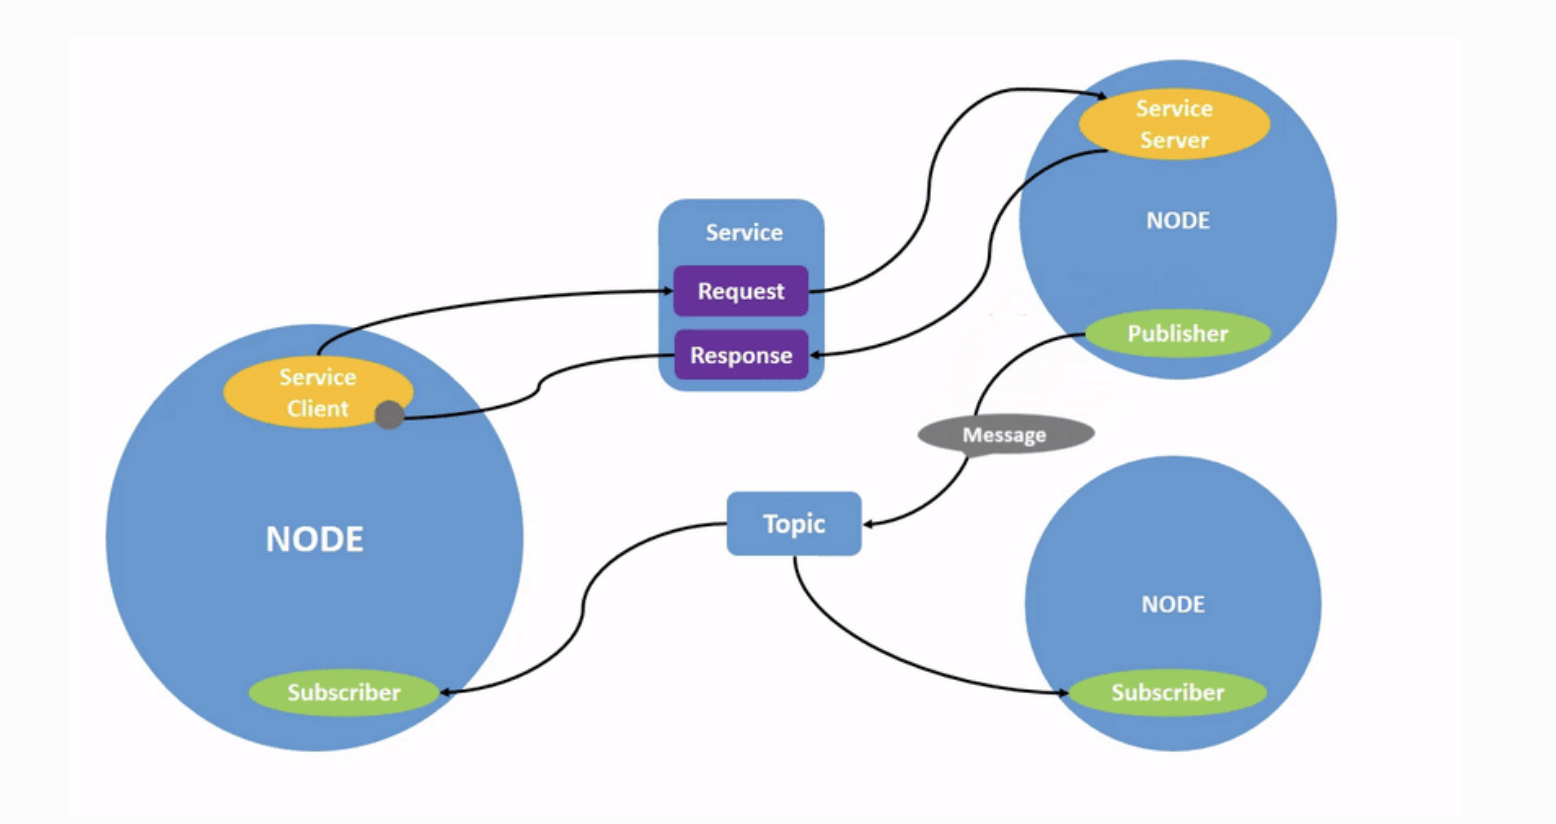 Service
Server
NODE
Publisher
Service
Request
Response
Service
Client
NODE
Subscriber
Message
Topic
NODE
Subscriber